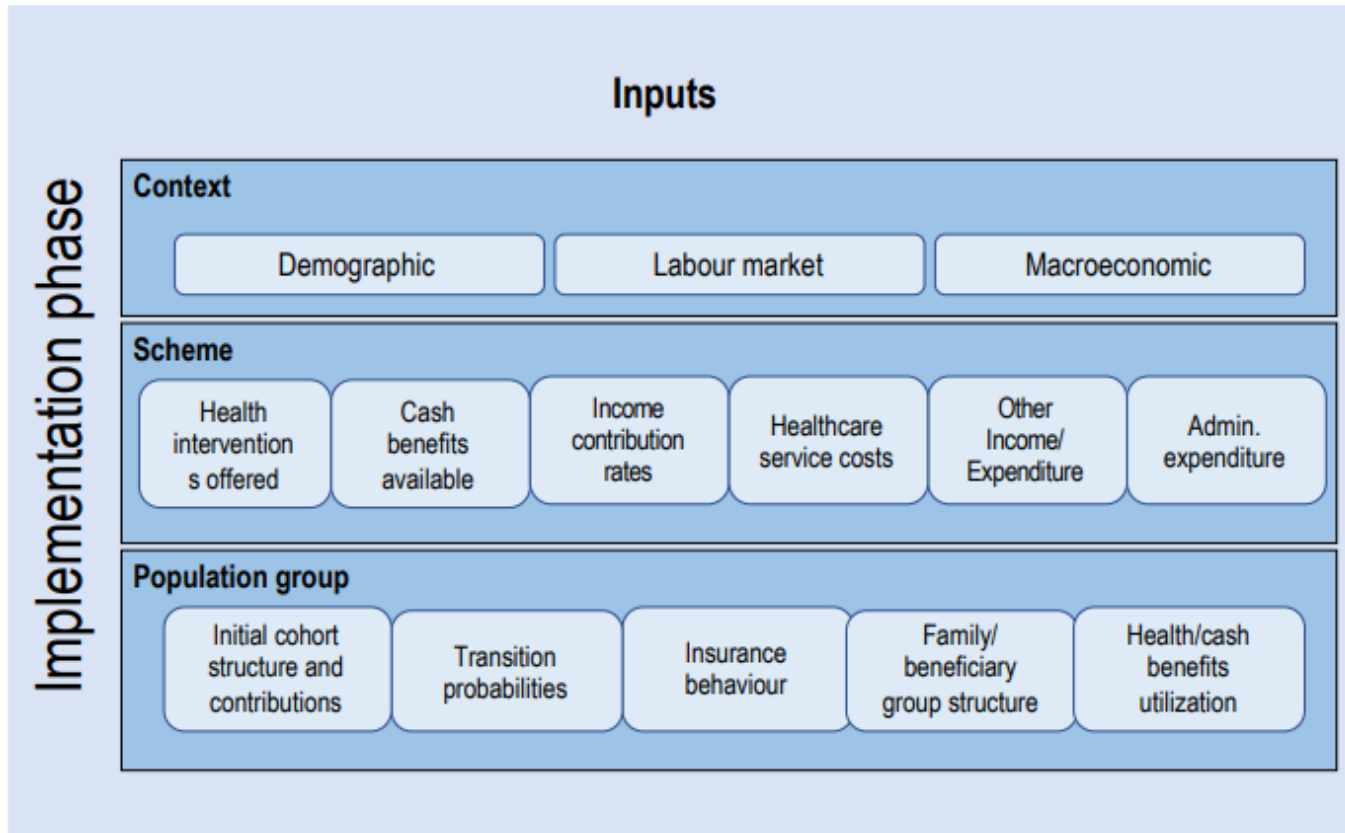 Inputs
Implementation phase
Context
Demographic
Labour market
Macroeconomic
Scheme
Health
intervention
s offered
Cash
benefits
available
Income
contribution
rates
Healthcare
service costs
Other
Income/
Expenditure
Admin.
expenditure
Population group
Initial cohort
structure and
contributions
Transition
probabilities
Insurance
behaviour
Family/
beneficiary
group structure
Health/cash
benefits
utilization